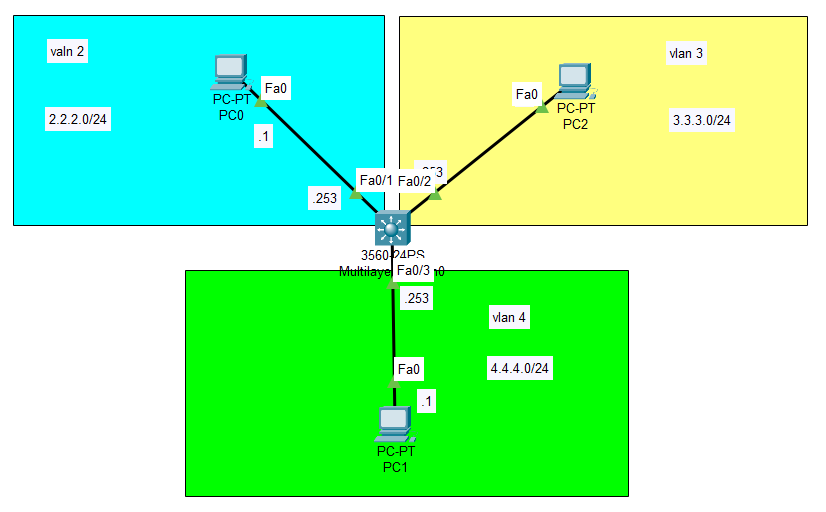 valn 2
vlan 3
PC-PT
PC0
Fa0
Fa0
PC-PT
PC2
2.2.2.0/24
3.3.3.0/24
.1
Fa0/1
Fa0/2
.253
3560-24PS
Fa0/3
.253
vlan 4
Fa0
4.4.4.0/24
.1
PC-PT
PC1